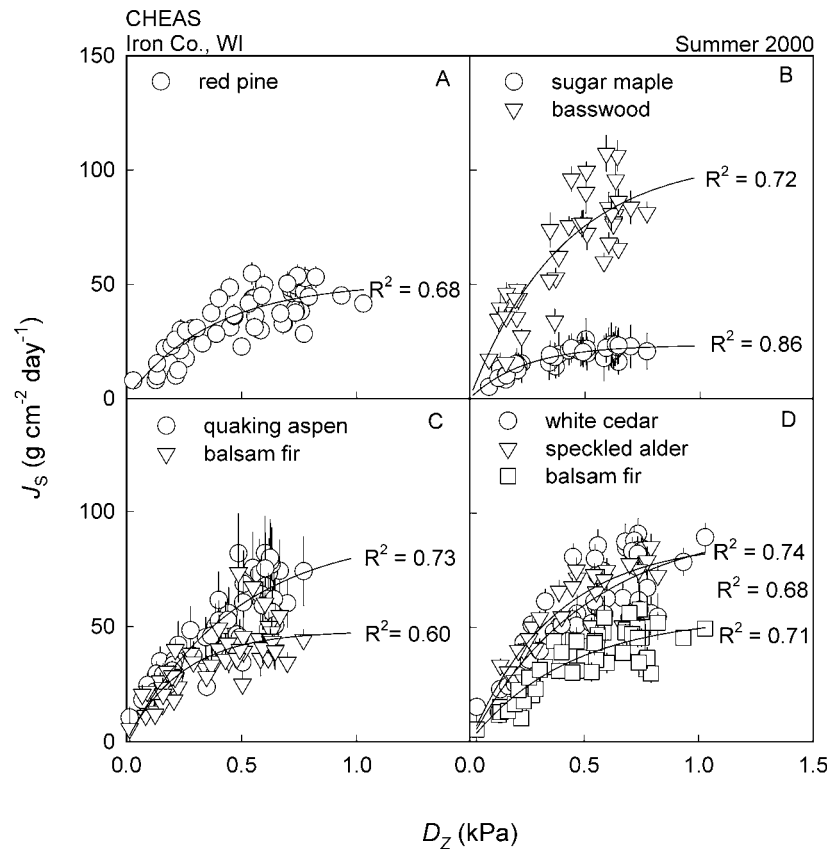 CHEAS
Iron Co., WI
Summer 2000
150
red pine
A
sugar maple
B
basswood
100
R² = 0.72
50
R² = 0.68
R² = 0.86
0
quaking aspen
C
balsam fir
white cedar
D
speckled alder
balsam fir
100
R² = 0.73
R² = 0.74
R² = 0.68
50
R² = 0.60
R² = 0.71
0
0.0 0.5 1.0 0.0 0.5 1.0 1.5
J_S (g cm⁻² day⁻¹)
D_Z (kPa)